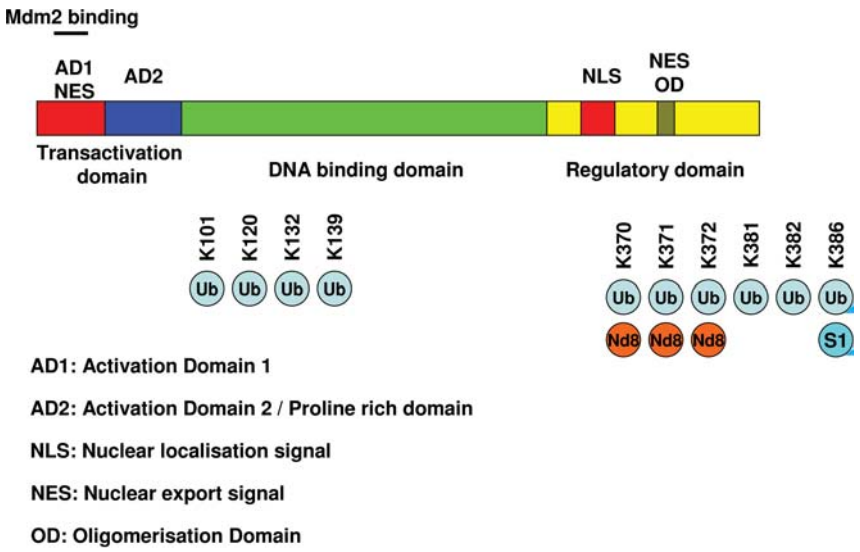 Mdm2 binding
AD1
NES
AD2
NLS
NES
OD
Transactivation
domain
DNA binding domain
Regulatory domain
K101 K120 K132 K139 K370 K371 K372 K381 K382 K386
Ub Ub Ub Ub Ub Ub Ub Ub Ub Ub
Nd8 Nd8 Nd8 S1
AD1: Activation Domain 1
AD2: Activation Domain 2 / Proline rich domain
NLS: Nuclear localisation signal
NES: Nuclear export signal
OD: Oligomerisation Domain